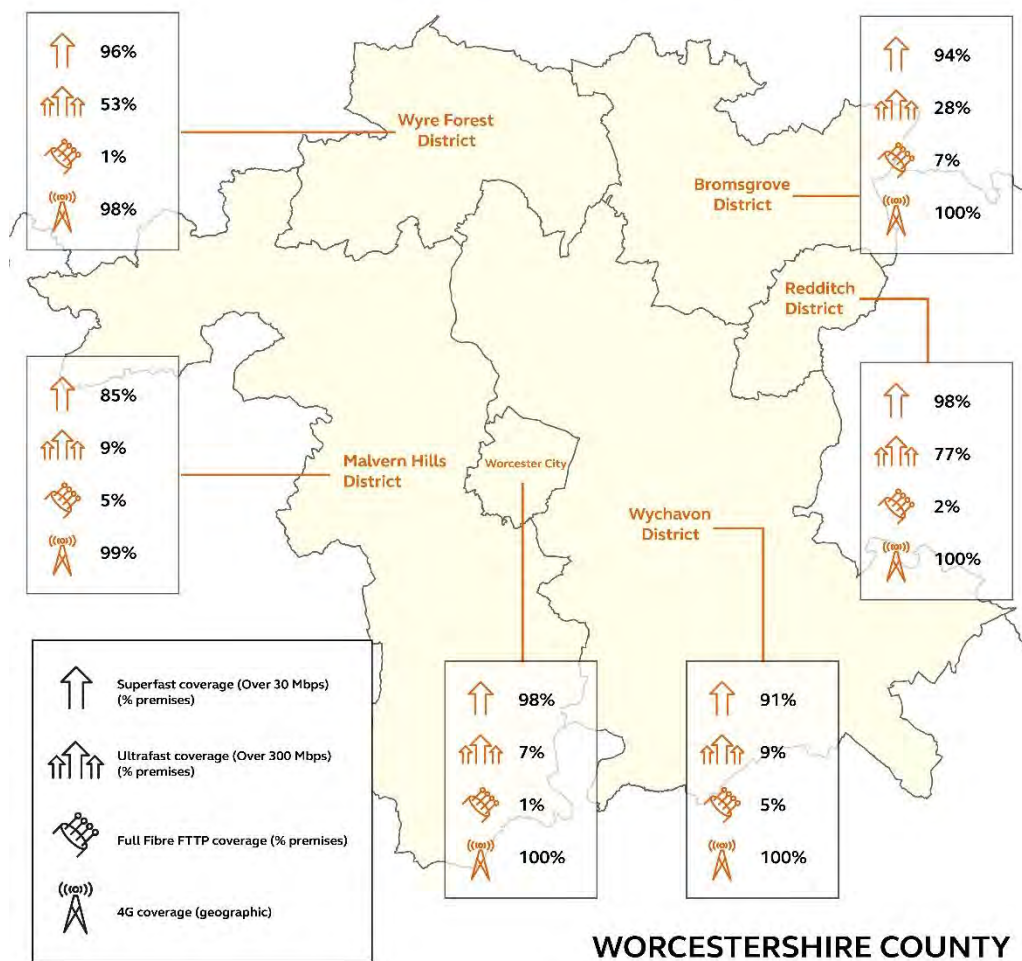 96%
53%
1%
98%
Wyre Forest
District
94%
28%
7%
100%
Bromsgrove
District
Redditch
District
98%
77%
2%
100%
85%
9%
5%
99%
Malvern Hills
District
Worcester City
Wychavon
District
98%
7%
1%
100%
91%
9%
5%
100%
Superfast coverage (Over 30 Mbps)
(% premises)
Ultrafast coverage (Over 300 Mbps)
(% premises)
Full Fibre FTTP coverage (% premises)
4G coverage (geographic)
WORCESTERSHIRE COUNTY